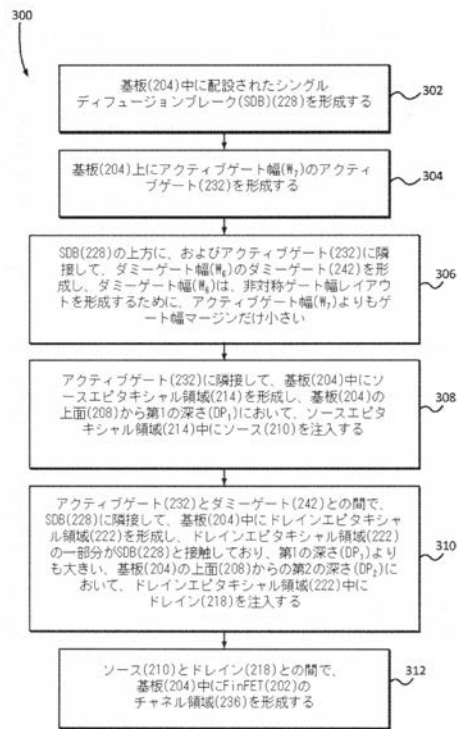 300
基板(204)中に配設されたシングル
ディフュージョンブレーク(SDB)(228)を形成する
302
基板(204)上にアクティブゲート幅(W₇)のアクティ
ブゲート(232)を形成する
304
SDB(228)の上方に、およびアクティブゲート(232)に隣
接して、ダミーゲート幅(W₆)のダミーゲート(242)を形
成し、ダミーゲート幅(W₆)は、非対称ゲート幅レイア
ウトを形成するために、アクティブゲート幅(W₇)よりもゲ
ート幅マージンだけ小さい
306
アクティブゲート(232)に隣接して、基板(204)中にソ
ースエピタキシャル領域(214)を形成し、基板(204)の
上面(208)から第1の深さ(DP₁)において、ソースエピタ
キシャル領域(214)中にソース(210)を注入する
308
アクティブゲート(232)とダミーゲート(242)との間で、
SDB(228)に隣接して、基板(204)中にドレインエピタキシャ
ル領域(222)を形成し、ドレインエピタキシャル領域(222)
の一部分がSDB(228)と接触しており、第1の深さ(DP₁)より
も大きい、基板(204)の上面(208)からの第2の深さ(DP₂)に
おいて、ドレインエピタキシャル領域(222)中に
ドレイン(218)を注入する
310
ソース(210)とドレイン(218)との間で、
基板(204)中にFinFET(202)の
チャネル領域(236)を形成する
312